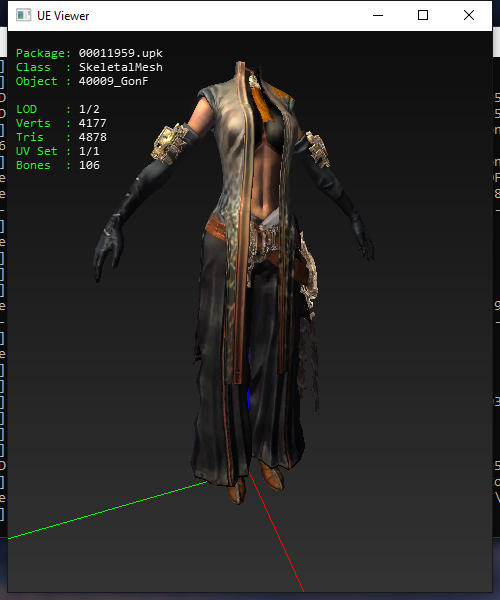 UE Viewer
Package: 00011959.upk
Class  : SkeletalMesh
Object : 40009_GonF
LOD    : 1/2
Verts  : 4177
Tris   : 4878
UV Set : 1/1
Bones  : 106